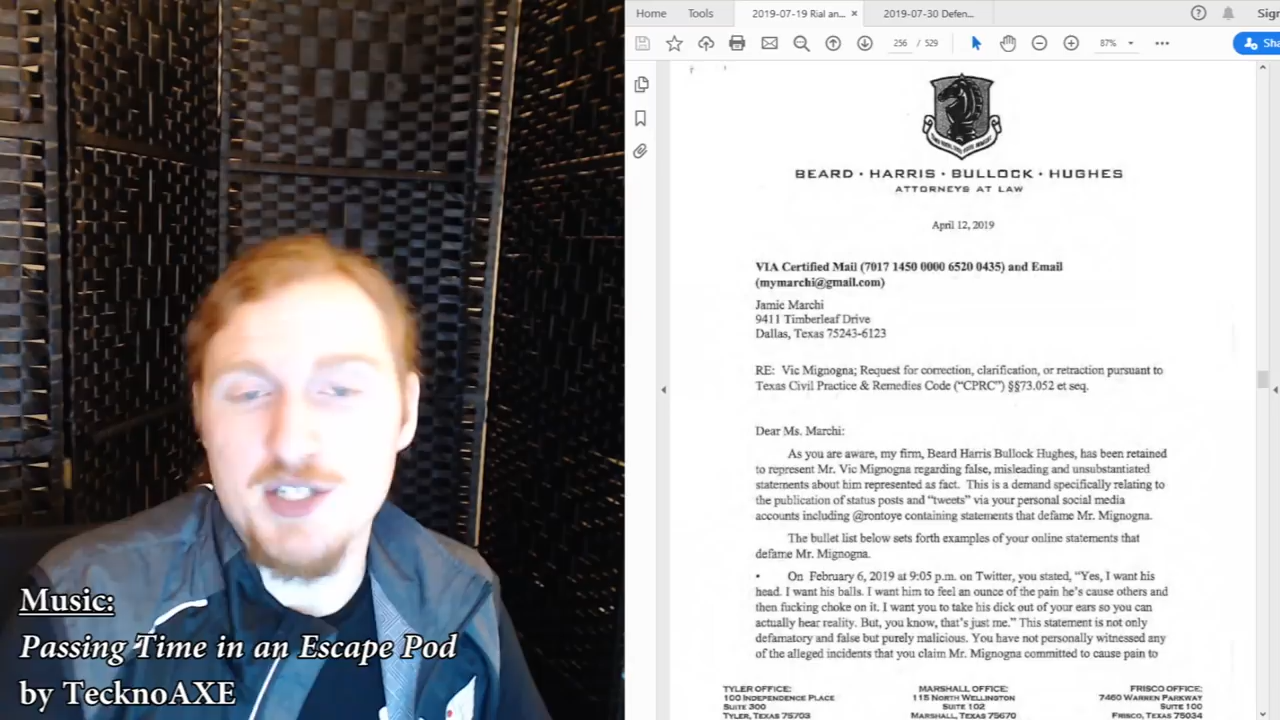 Home
Tools
2019-07-19 Rial an... ×
2019-07-30 Defen...
Sign
256 / 529
87%
Sha
BEARD · HARRIS · BULLOCK · HUGHES
ATTORNEYS AT LAW
April 12, 2019
VIA Certified Mail (7017 1450 0000 6520 0435) and Email
(mymarchi@gmail.com)
Jamie Marchi
9411 Timberleaf Drive
Dallas, Texas 75243-6123
RE: Vic Mignogna; Request for correction, clarification, or retraction pursuant to
Texas Civil Practice & Remedies Code (“CPRC”) §§73.052 et seq.
Dear Ms. Marchi:
As you are aware, my firm, Beard Harris Bullock Hughes, has been retained
to represent Mr. Vic Mignogna regarding false, misleading and unsubstantiated
statements about him represented as fact. This is a demand specifically relating to
the publication of status posts and “tweets” via your personal social media
accounts including @rontoye containing statements that defame Mr. Mignogna.
The bullet list below sets forth examples of your online statements that
defame Mr. Mignogna.
• On February 6, 2019 at 9:05 p.m. on Twitter, you stated, “Yes, I want his
head. I want his balls. I want him to feel an ounce of the pain he’s cause others and
then fucking choke on it. I want you to take his dick out of your ears so you can
actually hear reality. But, you know, that’s just me.” This statement is not only
defamatory and false but purely malicious. You have not personally witnessed any
of the alleged incidents that you claim Mr. Mignogna committed to cause pain to
TYLER OFFICE:
100 INDEPENDENCE PLACE
SUITE 300
TYLER, TEXAS 75703
MARSHALL OFFICE:
115 NORTH WELLINGTON
SUITE 102
MARSHALL, TEXAS 75670
FRISCO OFFICE:
7460 WARREN PARKWAY
SUITE 100
FRISCO, TEXAS 75034
Music:
Passing Time in an Escape Pod
by TecknoAXE